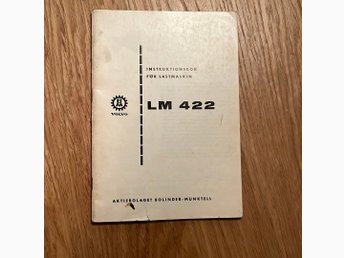 INSTRUKTIONSBOK
FÖR LASTMASKIN
LM 422
VOLVO
AKTIEBOLAGET BOLINDER-MUNKTELL